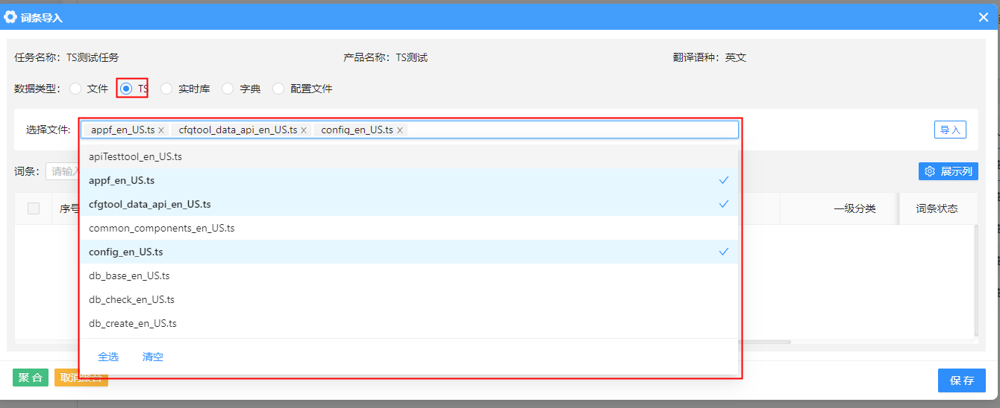 词条导入
任务名称: TS测试任务 产品名称: TS测试 翻译语种: 英文
数据类型: 文件 TS 实时库 字典 配置文件
选择文件: appf_en_US.ts cfgtool_data_api_en_US.ts config_en_US.ts 导入
apiTesttool_en_US.ts
词条: 请输入 展示列
appf_en_US.ts
cfgtool_data_api_en_US.ts
序号 一级分类 词条状态
common_components_en_US.ts
config_en_US.ts
db_base_en_US.ts
db_check_en_US.ts
db_create_en_US.ts
全选 清空
聚合 取消聚合 保存